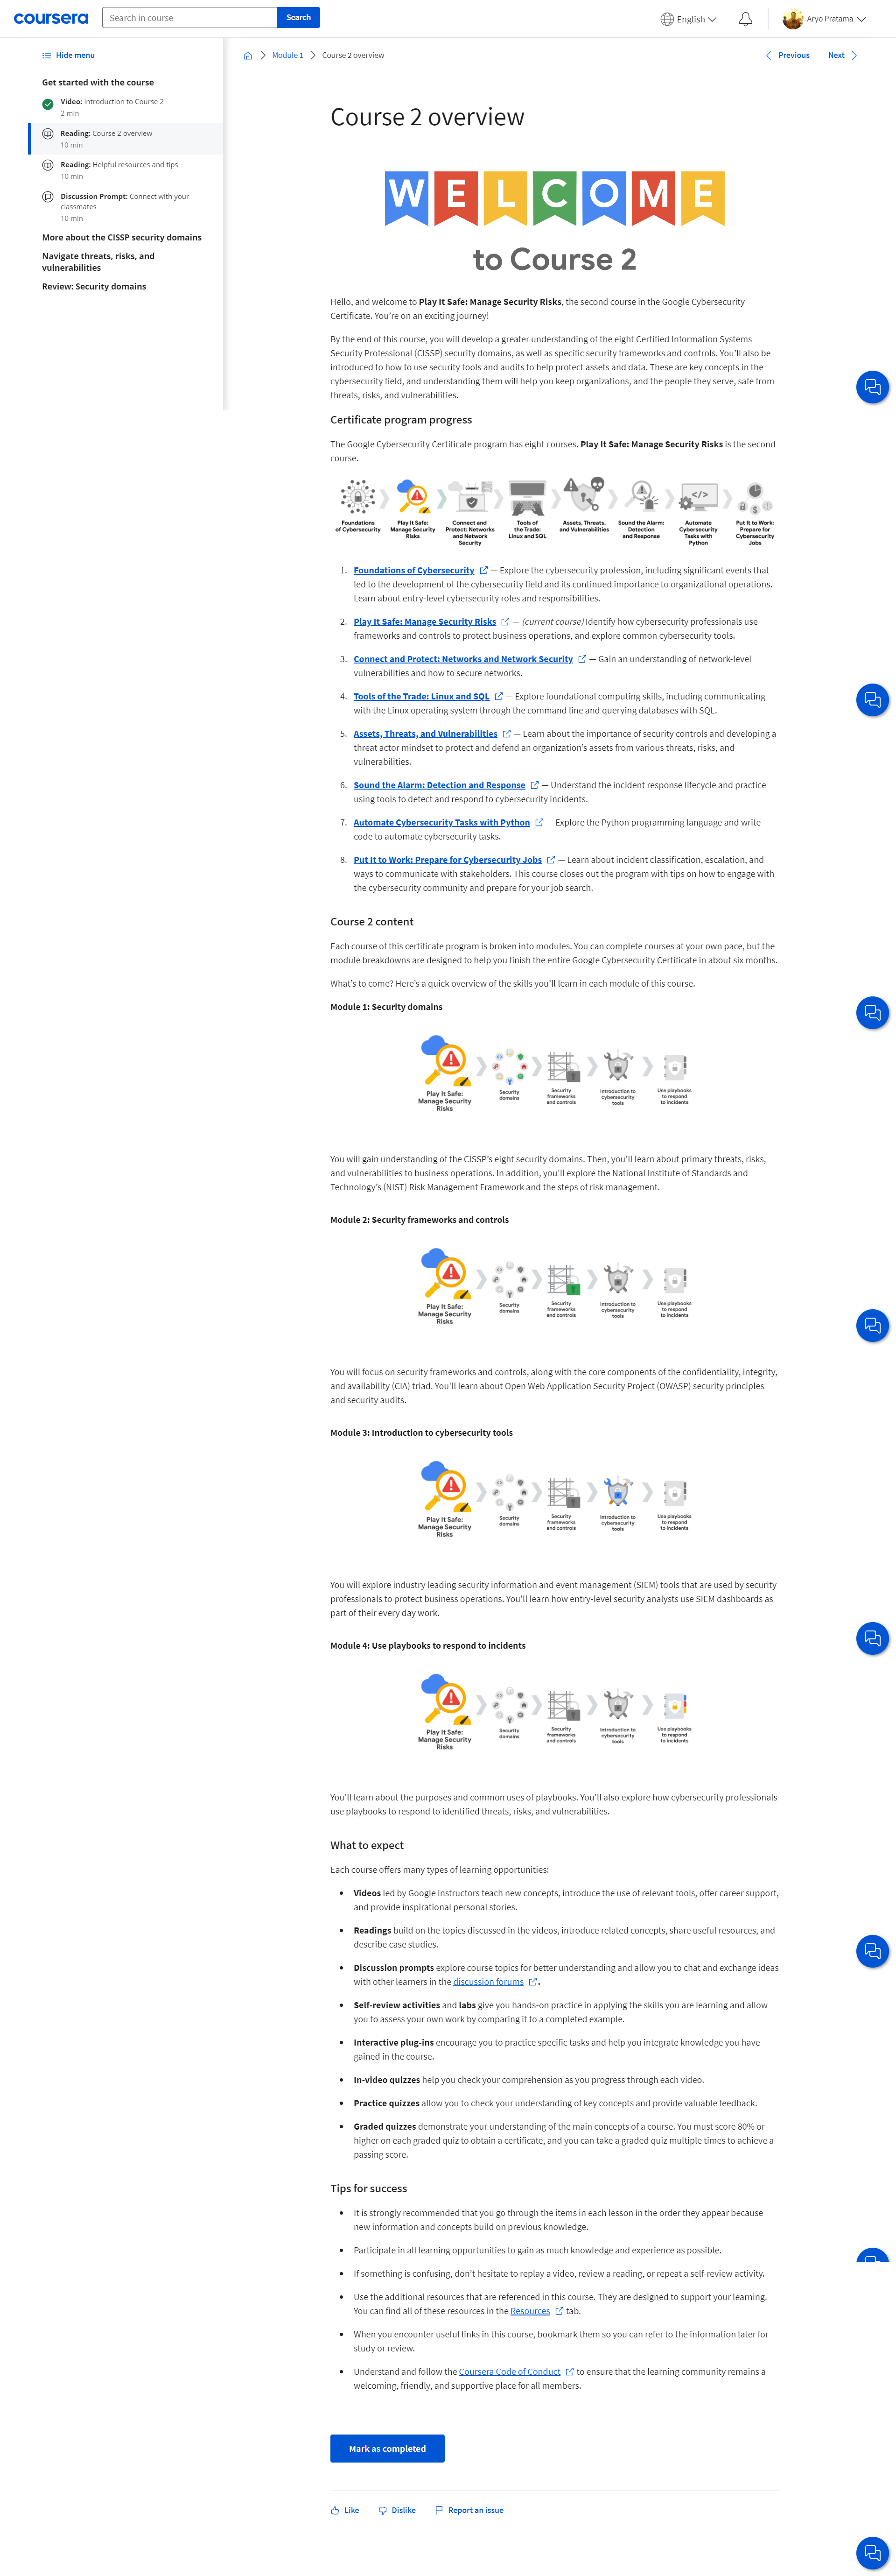 coursera
Search in course
Search
English
Aryo Pratama
Hide menu
Get started with the course
Video: Introduction to Course 2
2 min
Reading: Course 2 overview
10 min
Reading: Helpful resources and tips
10 min
Discussion Prompt: Connect with your
classmates
10 min
More about the CISSP security domains
Navigate threats, risks, and
vulnerabilities
Review: Security domains
Module 1
Course 2 overview
Previous
Next
Course 2 overview
WELCOME
to Course 2
Hello, and welcome to Play It Safe: Manage Security Risks, the second course in the Google Cybersecurity
Certificate. You’re on an exciting journey!
By the end of this course, you will develop a greater understanding of the eight Certified Information Systems
Security Professional (CISSP) security domains, as well as specific security frameworks and controls. You’ll also be
introduced to how to use security tools and audits to help protect assets and data. These are key concepts in the
cybersecurity field, and understanding them will help you keep organizations, and the people they serve, safe from
threats, risks, and vulnerabilities.
Certificate program progress
The Google Cybersecurity Certificate program has eight courses. Play It Safe: Manage Security Risks is the second
course.
Foundations
of Cybersecurity
Play It Safe:
Manage Security
Risks
Connect and
Protect: Networks
and Network
Security
Tools of
the Trade:
Linux and SQL
Assets, Threats,
and Vulnerabilities
Sound the Alarm:
Detection
and Response
Automate
Cybersecurity
Tasks with
Python
Put It to Work:
Prepare for
Cybersecurity
Jobs
1. Foundations of Cybersecurity — Explore the cybersecurity profession, including significant events that
led to the development of the cybersecurity field and its continued importance to organizational operations.
Learn about entry-level cybersecurity roles and responsibilities.
2. Play It Safe: Manage Security Risks — (current course) Identify how cybersecurity professionals use
frameworks and controls to protect business operations, and explore common cybersecurity tools.
3. Connect and Protect: Networks and Network Security — Gain an understanding of network-level
vulnerabilities and how to secure networks.
4. Tools of the Trade: Linux and SQL — Explore foundational computing skills, including communicating
with the Linux operating system through the command line and querying databases with SQL.
5. Assets, Threats, and Vulnerabilities — Learn about the importance of security controls and developing a
threat actor mindset to protect and defend an organization’s assets from various threats, risks, and
vulnerabilities.
6. Sound the Alarm: Detection and Response — Understand the incident response lifecycle and practice
using tools to detect and respond to cybersecurity incidents.
7. Automate Cybersecurity Tasks with Python — Explore the Python programming language and write
code to automate cybersecurity tasks.
8. Put It to Work: Prepare for Cybersecurity Jobs — Learn about incident classification, escalation, and
ways to communicate with stakeholders. This course closes out the program with tips on how to engage with
the cybersecurity community and prepare for your job search.
Course 2 content
Each course of this certificate program is broken into modules. You can complete courses at your own pace, but the
module breakdowns are designed to help you finish the entire Google Cybersecurity Certificate in about six months.
What’s to come? Here’s a quick overview of the skills you’ll learn in each module of this course.
Module 1: Security domains
Play It Safe:
Manage Security
Risks
Security
domains
Security
frameworks
and controls
Introduction to
cybersecurity
tools
Use playbooks
to respond
to incidents
You will gain understanding of the CISSP’s eight security domains. Then, you’ll learn about primary threats, risks,
and vulnerabilities to business operations. In addition, you’ll explore the National Institute of Standards and
Technology’s (NIST) Risk Management Framework and the steps of risk management.
Module 2: Security frameworks and controls
Play It Safe:
Manage Security
Risks
Security
domains
Security
frameworks
and controls
Introduction to
cybersecurity
tools
Use playbooks
to respond
to incidents
You will focus on security frameworks and controls, along with the core components of the confidentiality, integrity,
and availability (CIA) triad. You’ll learn about Open Web Application Security Project (OWASP) security principles
and security audits.
Module 3: Introduction to cybersecurity tools
Play It Safe:
Manage Security
Risks
Security
domains
Security
frameworks
and controls
Introduction to
cybersecurity
tools
Use playbooks
to respond
to incidents
You will explore industry leading security information and event management (SIEM) tools that are used by security
professionals to protect business operations. You’ll learn how entry-level security analysts use SIEM dashboards as
part of their every day work.
Module 4: Use playbooks to respond to incidents
Play It Safe:
Manage Security
Risks
Security
domains
Security
frameworks
and controls
Introduction to
cybersecurity
tools
Use playbooks
to respond
to incidents
You’ll learn about the purposes and common uses of playbooks. You’ll also explore how cybersecurity professionals
use playbooks to respond to identified threats, risks, and vulnerabilities.
What to expect
Each course offers many types of learning opportunities:
• Videos led by Google instructors teach new concepts, introduce the use of relevant tools, offer career support,
and provide inspirational personal stories.
• Readings build on the topics discussed in the videos, introduce related concepts, share useful resources, and
describe case studies.
• Discussion prompts explore course topics for better understanding and allow you to chat and exchange ideas
with other learners in the discussion forums .
• Self-review activities and labs give you hands-on practice in applying the skills you are learning and allow
you to assess your own work by comparing it to a completed example.
• Interactive plug-ins encourage you to practice specific tasks and help you integrate knowledge you have
gained in the course.
• In-video quizzes help you check your comprehension as you progress through each video.
• Practice quizzes allow you to check your understanding of key concepts and provide valuable feedback.
• Graded quizzes demonstrate your understanding of the main concepts of a course. You must score 80% or
higher on each graded quiz to obtain a certificate, and you can take a graded quiz multiple times to achieve a
passing score.
Tips for success
• It is strongly recommended that you go through the items in each lesson in the order they appear because
new information and concepts build on previous knowledge.
• Participate in all learning opportunities to gain as much knowledge and experience as possible.
• If something is confusing, don’t hesitate to replay a video, review a reading, or repeat a self-review activity.
• Use the additional resources that are referenced in this course. They are designed to support your learning.
You can find all of these resources in the Resources tab.
• When you encounter useful links in this course, bookmark them so you can refer to the information later for
study or review.
• Understand and follow the Coursera Code of Conduct to ensure that the learning community remains a
welcoming, friendly, and supportive place for all members.
Mark as completed
Like
Dislike
Report an issue